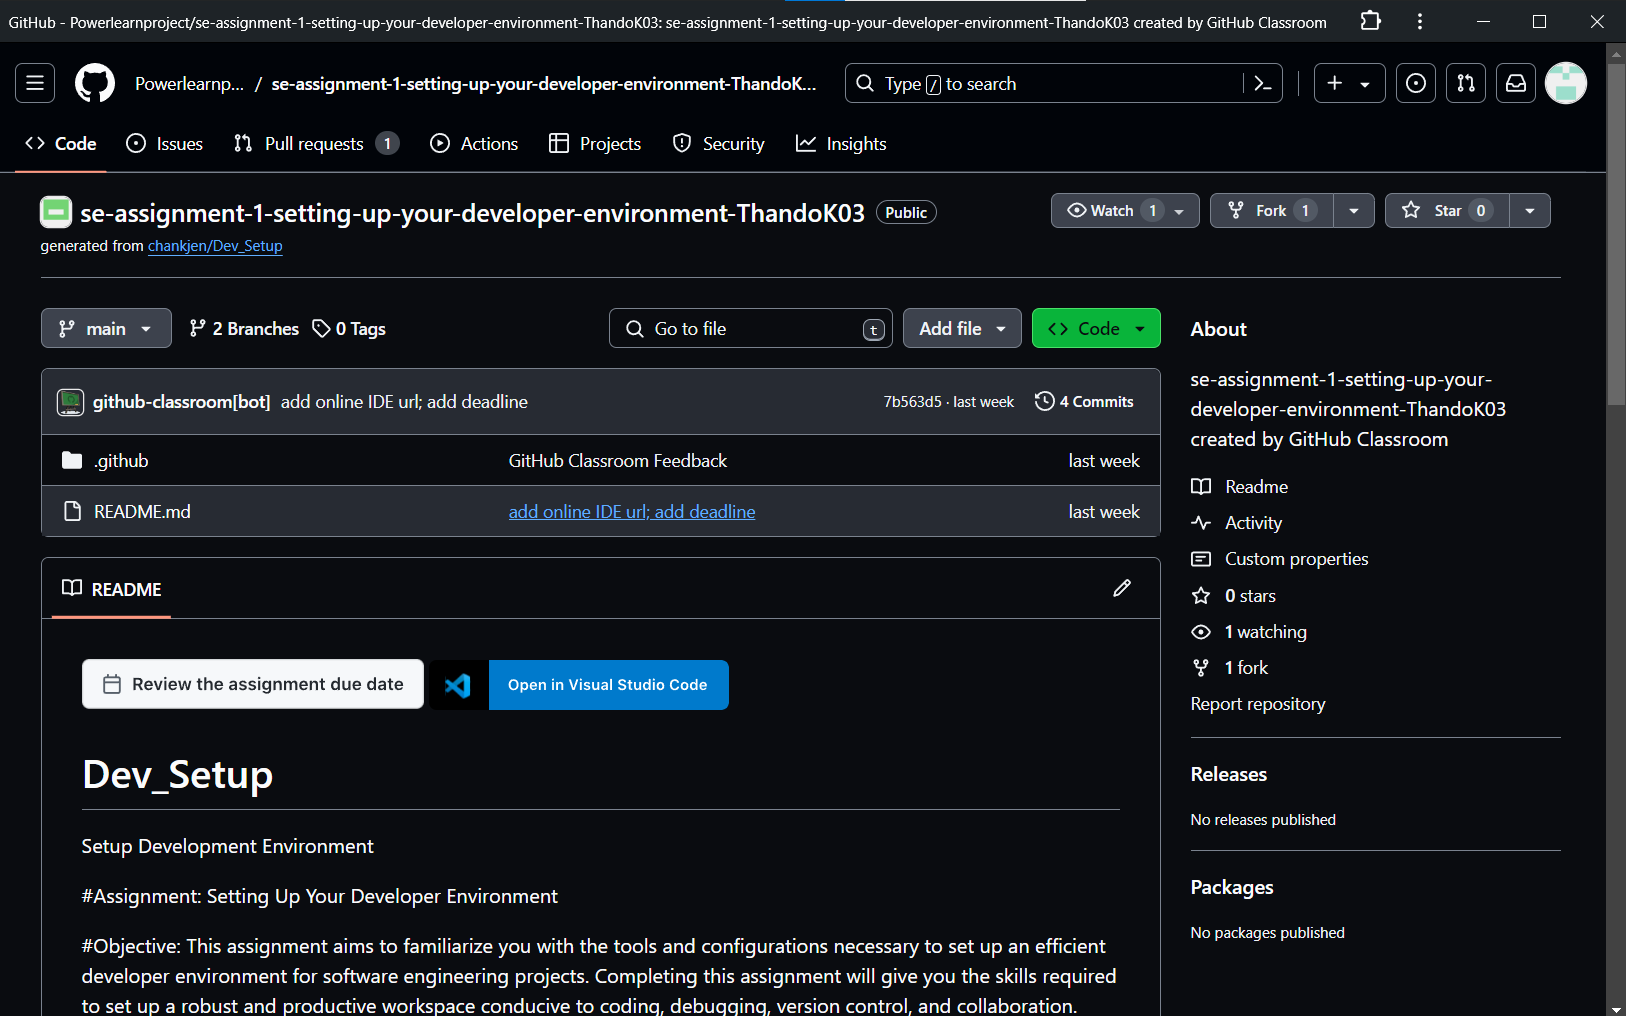 GitHub - Powerlearnproject/se-assignment-1-setting-up-your-developer-environment-ThandoK03: se-assignment-1-setting-up-your-developer-environment-ThandoK03 created by GitHub Classroom
Powerlearnp... / se-assignment-1-setting-up-your-developer-environment-ThandoK...
Type / to search
Code
Issues
Pull requests 1
Actions
Projects
Security
Insights
se-assignment-1-setting-up-your-developer-environment-ThandoK03 Public
Watch 1
Fork 1
Star 0
generated from chankjen/Dev_Setup
main
2 Branches
0 Tags
Go to file t
Add file
Code
github-classroom[bot] add online IDE url; add deadline
7b563d5 · last week
4 Commits
.github GitHub Classroom Feedback last week
README.md add online IDE url; add deadline last week
README
Review the assignment due date
Open in Visual Studio Code
Dev_Setup
Setup Development Environment
#Assignment: Setting Up Your Developer Environment
#Objective: This assignment aims to familiarize you with the tools and configurations necessary to set up an efficient
developer environment for software engineering projects. Completing this assignment will give you the skills required
to set up a robust and productive workspace conducive to coding, debugging, version control, and collaboration.
About
se-assignment-1-setting-up-your-
developer-environment-ThandoK03
created by GitHub Classroom
Readme
Activity
Custom properties
0 stars
1 watching
1 fork
Report repository
Releases
No releases published
Packages
No packages published